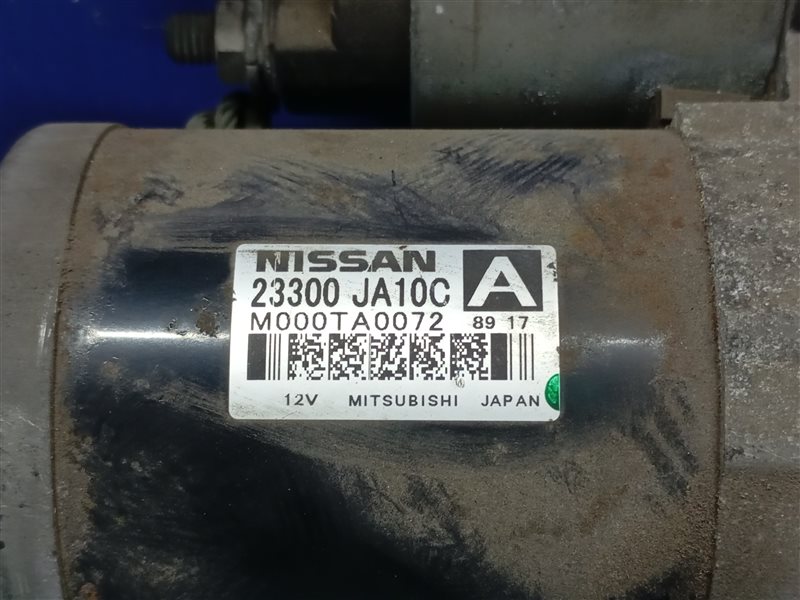 NISSAN
23300 JA10C A
M000TA0072 89 17
12V MITSUBISHI JAPAN